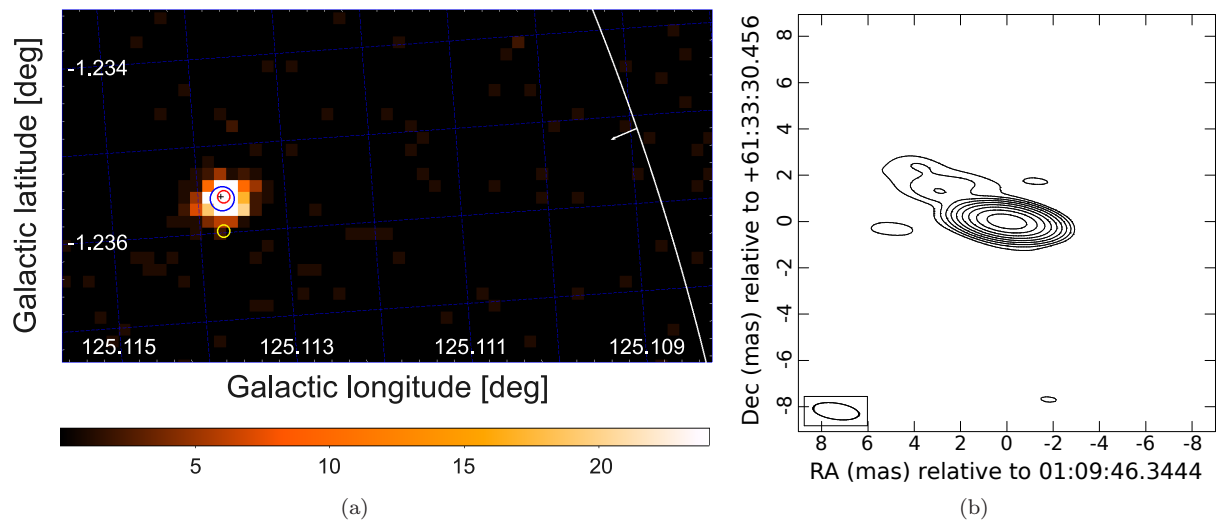 Galactic latitude [deg]
-1.234
-1.236
125.115 125.113 125.111 125.109
Galactic longitude [deg]
5 10 15 20
(a)
Dec (mas) relative to +61:33:30.456
8
6
4
2
0
-2
-4
-6
-8
8 6 4 2 0 -2 -4 -6 -8
RA (mas) relative to 01:09:46.3444
(b)